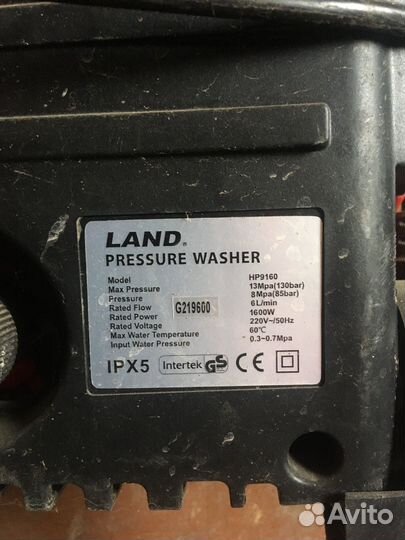 LAND®
PRESSURE WASHER
Model HP9160
Max Pressure 13Mpa(130bar)
Pressure 8Mpa(85bar)
Rated Flow 6L/min
G219600
Rated Power 1600W
Rated Voltage 220V~/50Hz
Max Water Temperature 60℃
Input Water Pressure 0.3~0.7Mpa
IPX5 Intertek GS CE
Avito